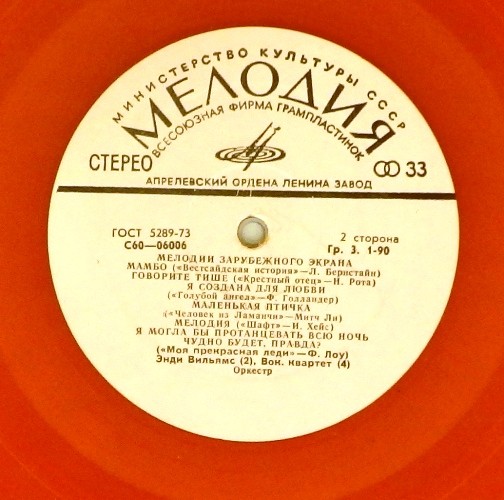 МИНИСТЕРСТВО КУЛЬТУРЫ СССР
МЕЛОДИЯ
ВСЕСОЮЗНАЯ ФИРМА ГРАМПЛАСТИНОК
СТЕРЕО
33
АПРЕЛЕВСКИЙ ОРДЕНА ЛЕНИНА ЗАВОД
ГОСТ 5289-73
2 сторона
С60—06006
Гр. 3. 1-90
МЕЛОДИИ ЗАРУБЕЖНОГО ЭКРАНА
МАМБО («Вестсайдская история»—Л. Бернстайн)
ГОВОРИТЕ ТИШЕ («Крестный отец»—Н. Рота)
Я СОЗДАНА ДЛЯ ЛЮБВИ
(«Голубой ангел»—Ф. Голландер)
МАЛЕНЬКАЯ ПТИЧКА
(«Человек из Ламанчи»—Митч Ли)
МЕЛОДИЯ («Шафт»—И. Хейс)
Я МОГЛА БЫ ПРОТАНЦЕВАТЬ ВСЮ НОЧЬ
ЧУДНО БУДЕТ, ПРАВДА?
(«Моя прекрасная леди»—Ф. Лоу)
Энди Вильямс (2), Вок. квартет (4)
Оркестр